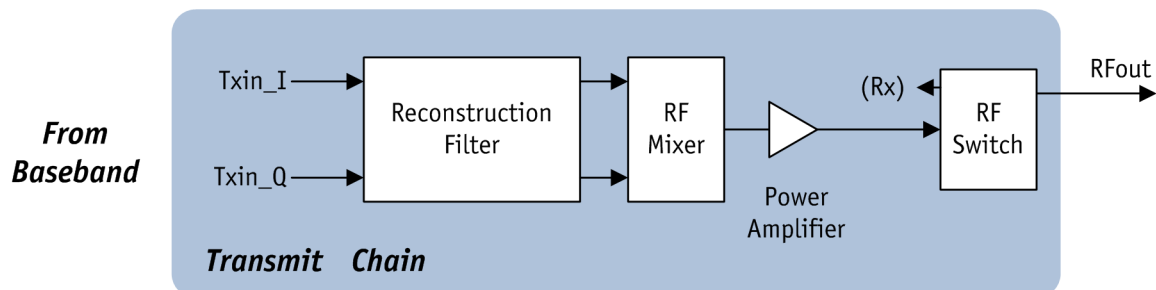 Txin_I
Txin_Q
From
Baseband
Reconstruction
Filter
RF
Mixer
Power
Amplifier
(Rx)
RF
Switch
RFout
Transmit Chain